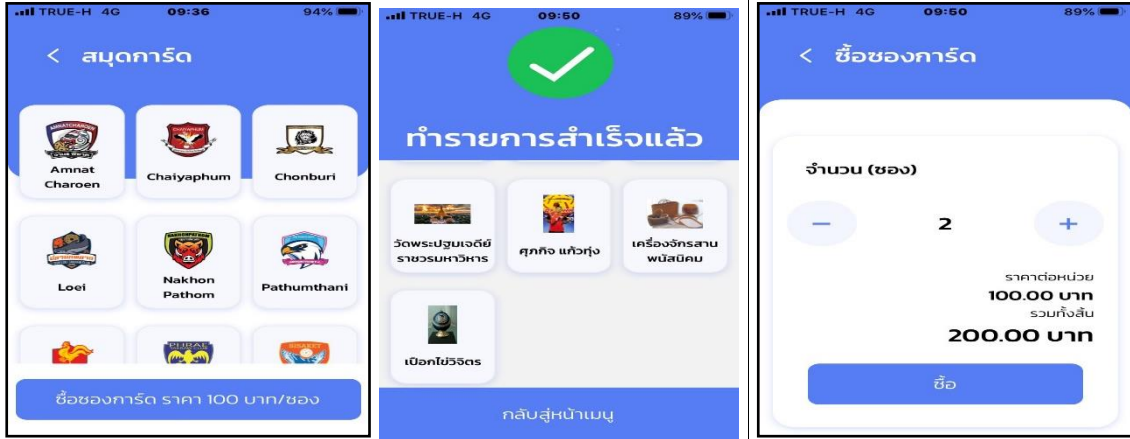 TRUE-H 4G 09:36 94%
< สมุดการ์ด
Amnat
Charoen
Chaiyaphum
Chonburi
Loei
Nakhon
Pathom
Pathumthani
ซื้อซองการ์ด ราคา 100 บาท/ซอง
TRUE-H 4G 09:50 89%
ทำรายการสำเร็จแล้ว
วัดพระปฐมเจดีย์
ราชวรมหาวิหาร
ศุภกิจ แก้วทุ่ง
เครื่องจักรสาน
พนัสนิคม
เปือกไข่วิจิตร
กลับสู่หน้าเมนู
TRUE-H 4G 09:50 89%
< ซื้อซองการ์ด
จำนวน (ซอง)
− 2 +
ราคาต่อหน่วย
100.00 บาท
รวมทั้งสิ้น
200.00 บาท
ซื้อ